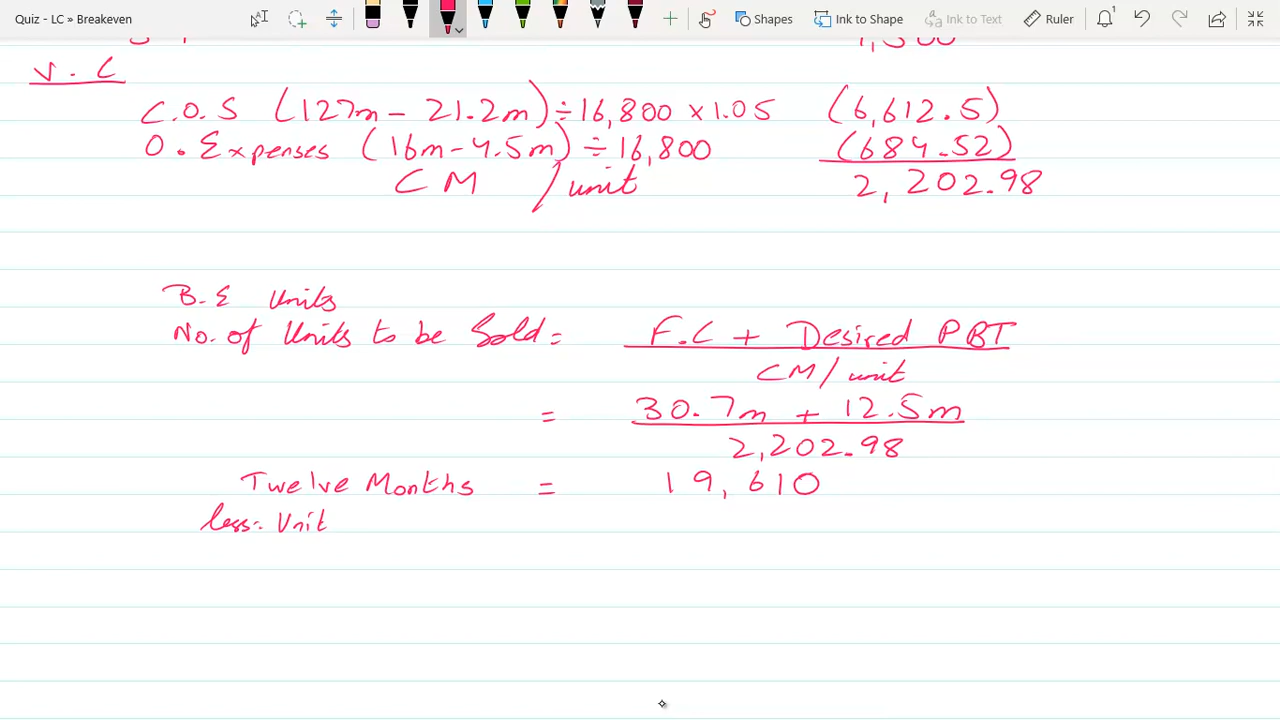 Quiz - LC » Breakeven
Shapes Ink to Shape Ink to Text Ruler
V.C
C.O.S (127m - 21.2m) ÷ 16,800 × 1.05 (6,612.5)
O. Expenses (16m - 4.5m) ÷ 16,800 (684.52)
CM / unit 2,202.98
B.E Units
No. of Units to be Sold = F.C + Desired PBT
CM / unit
= 30.7m + 12.5m
2,202.98
Twelve Months = 19,610
less: Unit